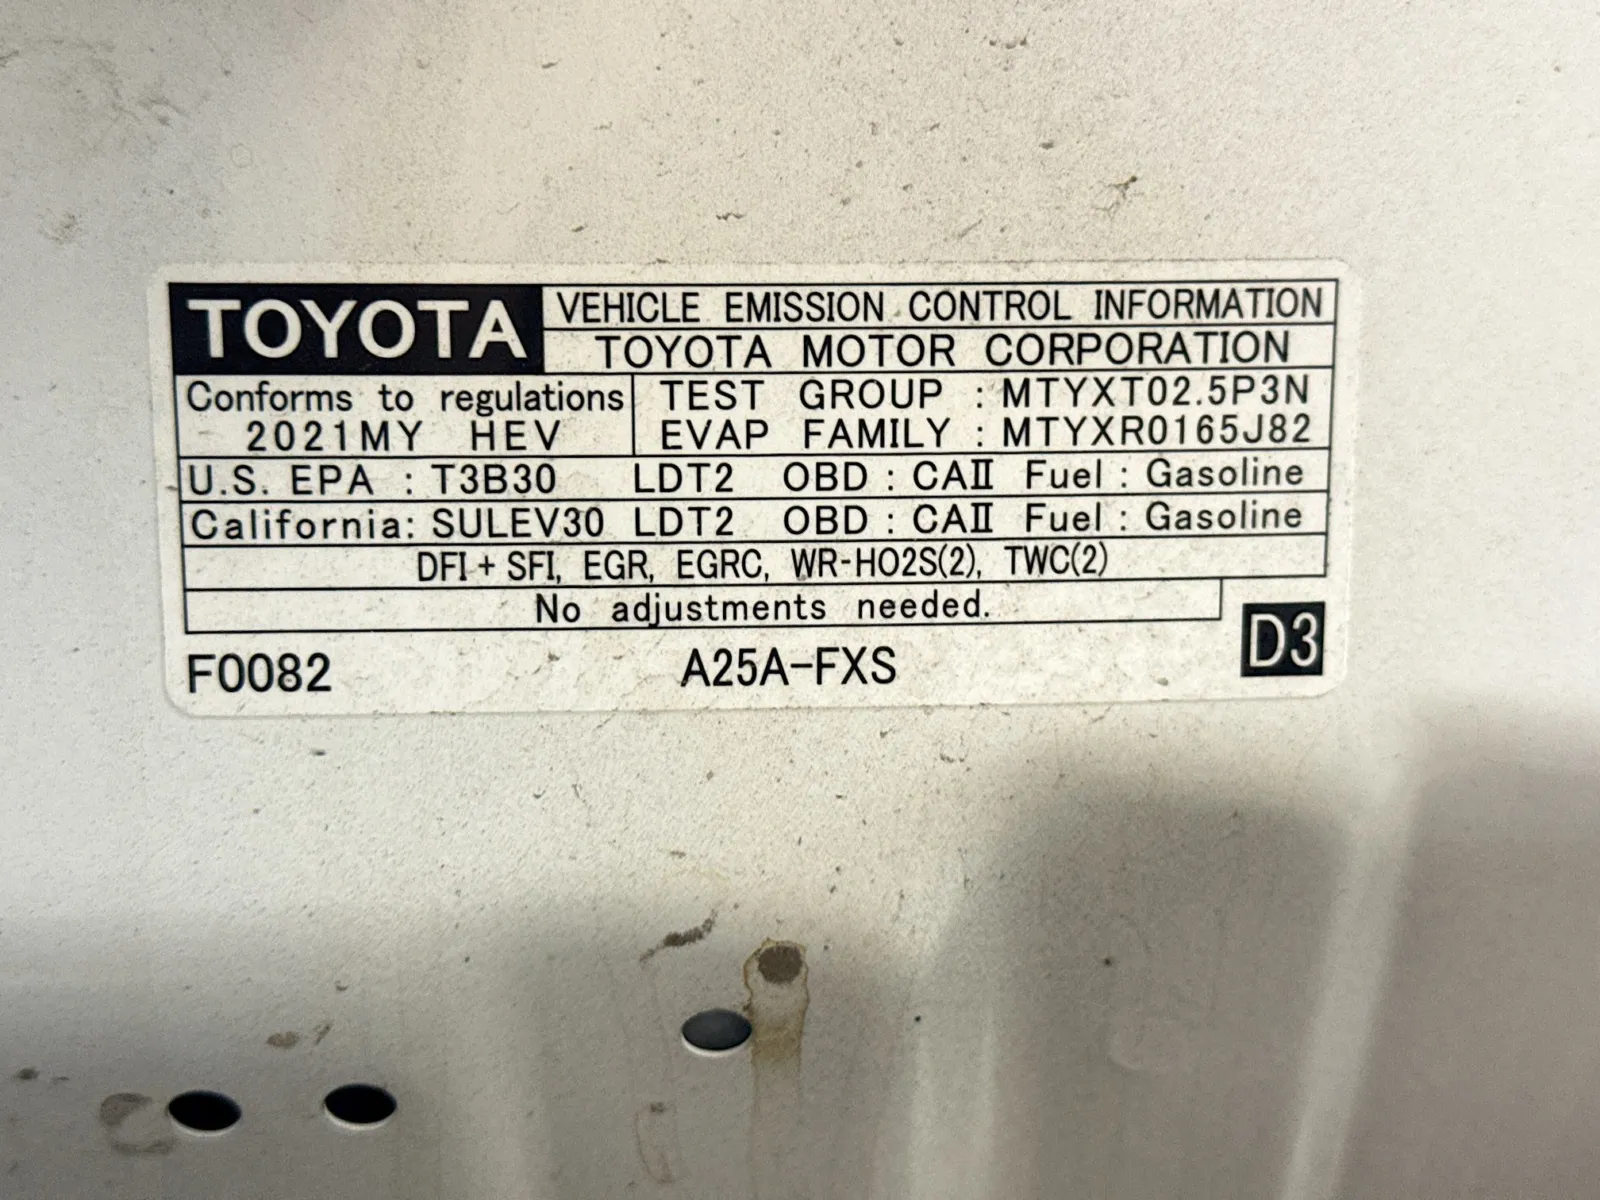 TOYOTA VEHICLE EMISSION CONTROL INFORMATION
TOYOTA MOTOR CORPORATION
Conforms to regulations
2021MY HEV
TEST GROUP : MTYXT02.5P3N
EVAP FAMILY : MTYXR0165J82
U.S. EPA : T3B30 LDT2 OBD : CAII Fuel : Gasoline
California: SULEV30 LDT2 OBD : CAII Fuel : Gasoline
DFI + SFI, EGR, EGRC, WR-HO2S(2), TWC(2)
No adjustments needed.
D3
F0082 A25A-FXS